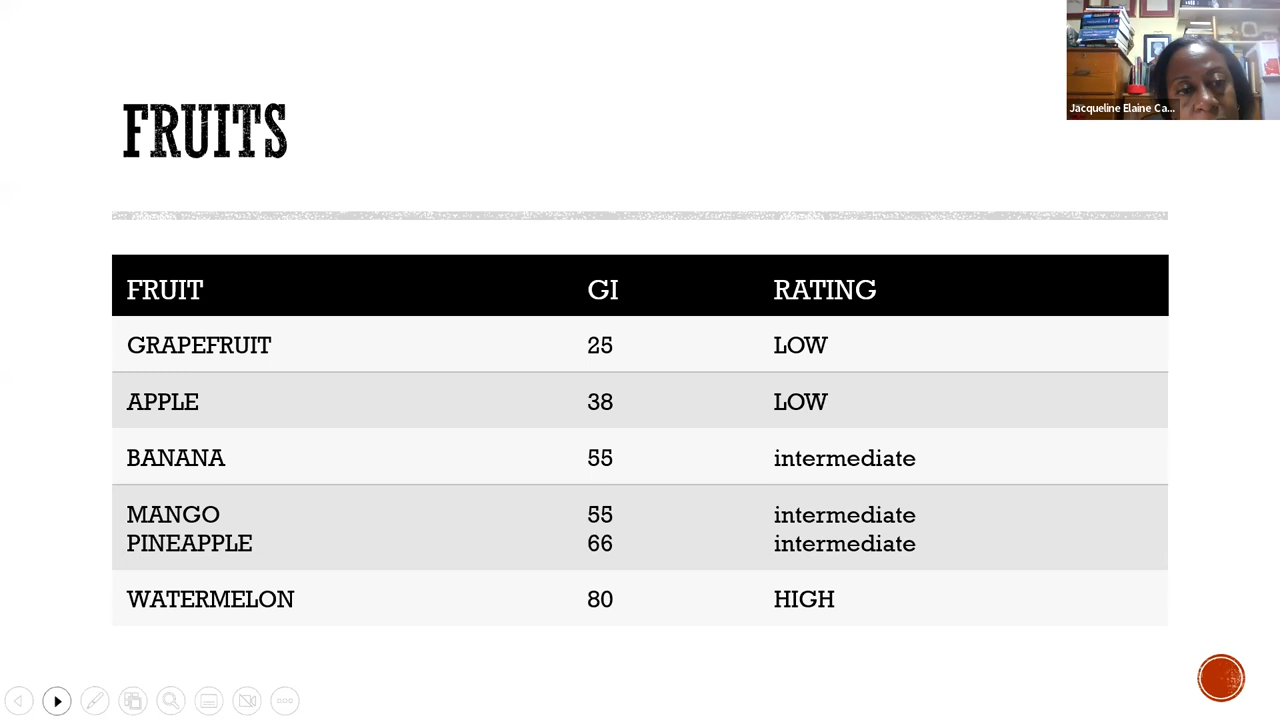 Jacqueline Elaine Ca...
FRUITS
FRUIT GI RATING
GRAPEFRUIT 25 LOW
APPLE 38 LOW
BANANA 55 intermediate
MANGO 55 intermediate
PINEAPPLE 66 intermediate
WATERMELON 80 HIGH